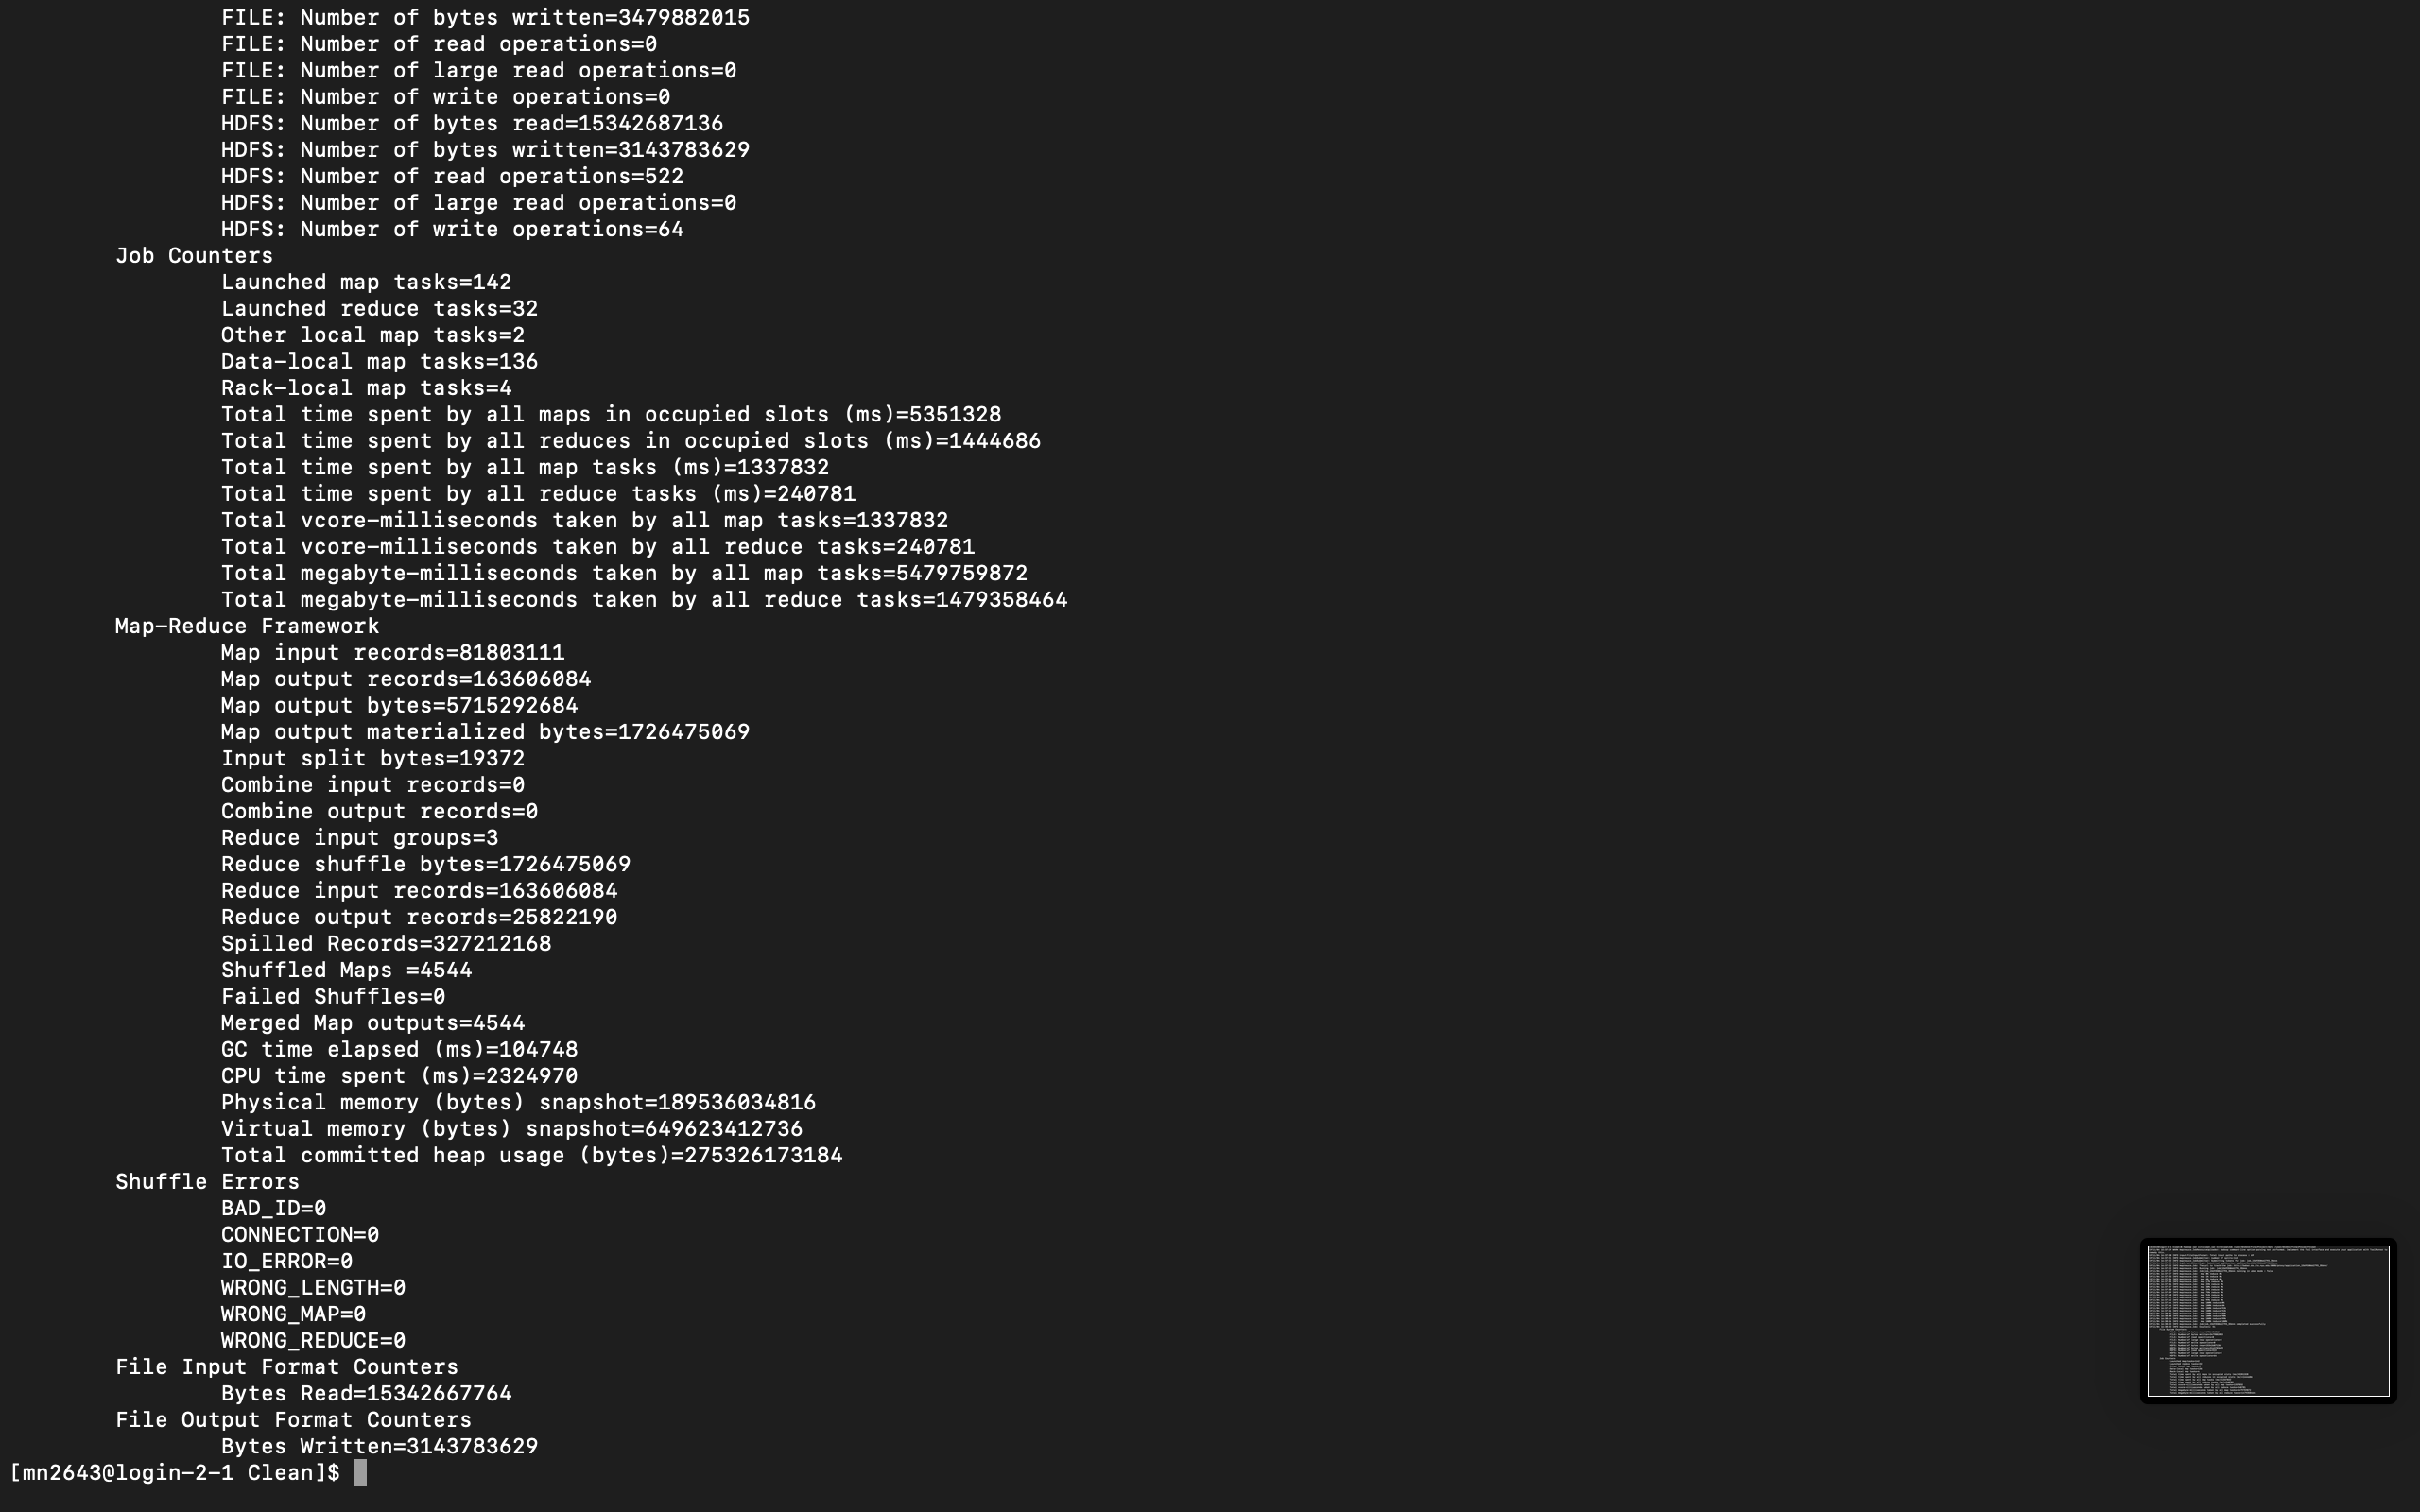 FILE: Number of bytes written=3479882015
FILE: Number of read operations=0
FILE: Number of large read operations=0
FILE: Number of write operations=0
HDFS: Number of bytes read=15342687136
HDFS: Number of bytes written=3143783629
HDFS: Number of read operations=522
HDFS: Number of large read operations=0
HDFS: Number of write operations=64
Job Counters
Launched map tasks=142
Launched reduce tasks=32
Other local map tasks=2
Data-local map tasks=136
Rack-local map tasks=4
Total time spent by all maps in occupied slots (ms)=5351328
Total time spent by all reduces in occupied slots (ms)=1444686
Total time spent by all map tasks (ms)=1337832
Total time spent by all reduce tasks (ms)=240781
Total vcore-milliseconds taken by all map tasks=1337832
Total vcore-milliseconds taken by all reduce tasks=240781
Total megabyte-milliseconds taken by all map tasks=5479759872
Total megabyte-milliseconds taken by all reduce tasks=1479358464
Map-Reduce Framework
Map input records=81803111
Map output records=163606084
Map output bytes=5715292684
Map output materialized bytes=1726475069
Input split bytes=19372
Combine input records=0
Combine output records=0
Reduce input groups=3
Reduce shuffle bytes=1726475069
Reduce input records=163606084
Reduce output records=25822190
Spilled Records=327212168
Shuffled Maps =4544
Failed Shuffles=0
Merged Map outputs=4544
GC time elapsed (ms)=104748
CPU time spent (ms)=2324970
Physical memory (bytes) snapshot=189536034816
Virtual memory (bytes) snapshot=649623412736
Total committed heap usage (bytes)=275326173184
Shuffle Errors
BAD_ID=0
CONNECTION=0
IO_ERROR=0
WRONG_LENGTH=0
WRONG_MAP=0
WRONG_REDUCE=0
File Input Format Counters
Bytes Read=15342667764
File Output Format Counters
Bytes Written=3143783629
[mn2643@login-2-1 Clean]$